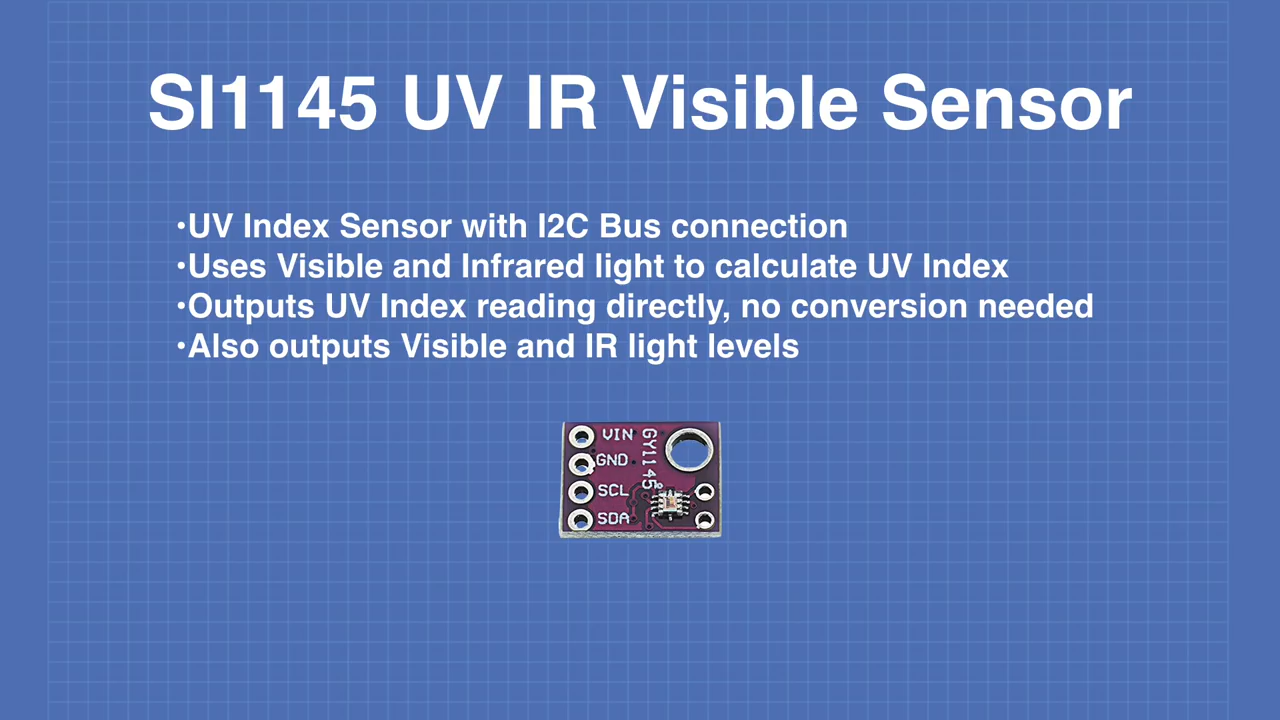 SI1145 UV IR Visible Sensor
•UV Index Sensor with I2C Bus connection
•Uses Visible and Infrared light to calculate UV Index
•Outputs UV Index reading directly, no conversion needed
•Also outputs Visible and IR light levels
VIN
GND
SCL
SDA
GY1145